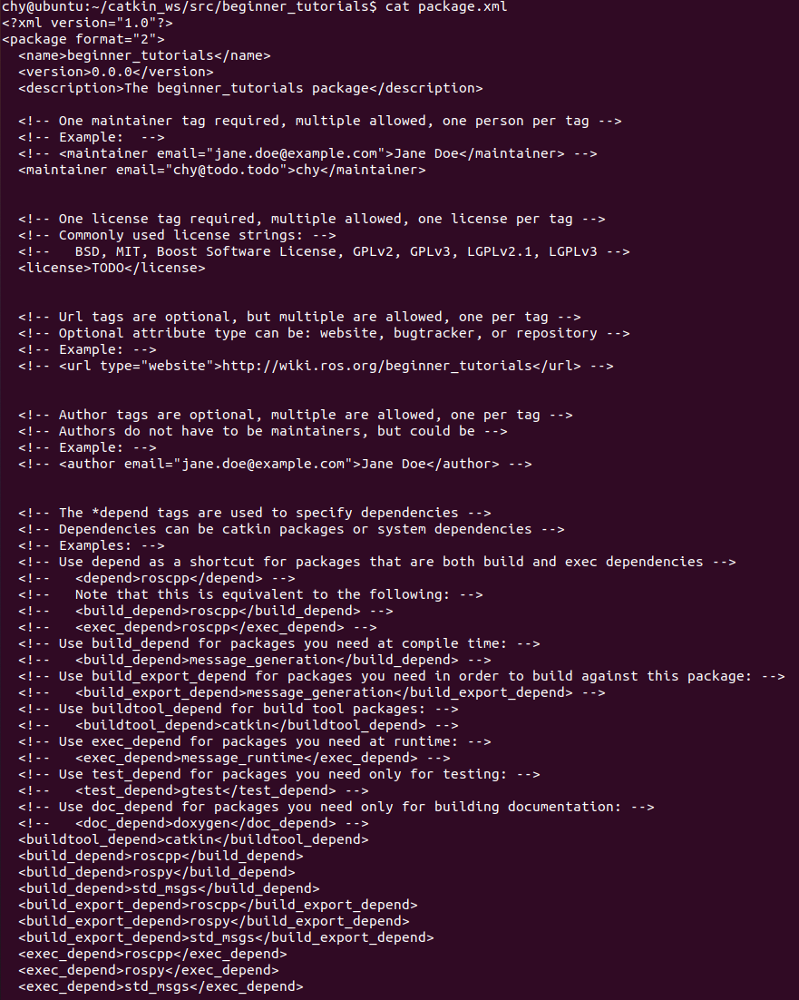 chy@ubuntu:~/catkin_ws/src/beginner_tutorials$ cat package.xml
<?xml version="1.0"?>
<package format="2">
  <name>beginner_tutorials</name>
  <version>0.0.0</version>
  <description>The beginner_tutorials package</description>

  <!-- One maintainer tag required, multiple allowed, one person per tag -->
  <!-- Example:  -->
  <!-- <maintainer email="jane.doe@example.com">Jane Doe</maintainer> -->
  <maintainer email="chy@todo.todo">chy</maintainer>


  <!-- One license tag required, multiple allowed, one license per tag -->
  <!-- Commonly used license strings: -->
  <!--   BSD, MIT, Boost Software License, GPLv2, GPLv3, LGPLv2.1, LGPLv3 -->
  <license>TODO</license>


  <!-- Url tags are optional, but multiple are allowed, one per tag -->
  <!-- Optional attribute type can be: website, bugtracker, or repository -->
  <!-- Example: -->
  <!-- <url type="website">http://wiki.ros.org/beginner_tutorials</url> -->


  <!-- Author tags are optional, multiple are allowed, one per tag -->
  <!-- Authors do not have to be maintainers, but could be -->
  <!-- Example: -->
  <!-- <author email="jane.doe@example.com">Jane Doe</author> -->


  <!-- The *depend tags are used to specify dependencies -->
  <!-- Dependencies can be catkin packages or system dependencies -->
  <!-- Examples: -->
  <!-- Use depend as a shortcut for packages that are both build and exec dependencies -->
  <!--   <depend>roscpp</depend> -->
  <!--   Note that this is equivalent to the following: -->
  <!--   <build_depend>roscpp</build_depend> -->
  <!--   <exec_depend>roscpp</exec_depend> -->
  <!-- Use build_depend for packages you need at compile time: -->
  <!--   <build_depend>message_generation</build_depend> -->
  <!-- Use build_export_depend for packages you need in order to build against this package: -->
  <!--   <build_export_depend>message_generation</build_export_depend> -->
  <!-- Use buildtool_depend for build tool packages: -->
  <!--   <buildtool_depend>catkin</buildtool_depend> -->
  <!-- Use exec_depend for packages you need at runtime: -->
  <!--   <exec_depend>message_runtime</exec_depend> -->
  <!-- Use test_depend for packages you need only for testing: -->
  <!--   <test_depend>gtest</test_depend> -->
  <!-- Use doc_depend for packages you need only for building documentation: -->
  <!--   <doc_depend>doxygen</doc_depend> -->
  <buildtool_depend>catkin</buildtool_depend>
  <build_depend>roscpp</build_depend>
  <build_depend>rospy</build_depend>
  <build_depend>std_msgs</build_depend>
  <build_export_depend>roscpp</build_export_depend>
  <build_export_depend>rospy</build_export_depend>
  <build_export_depend>std_msgs</build_export_depend>
  <exec_depend>roscpp</exec_depend>
  <exec_depend>rospy</exec_depend>
  <exec_depend>std_msgs</exec_depend>